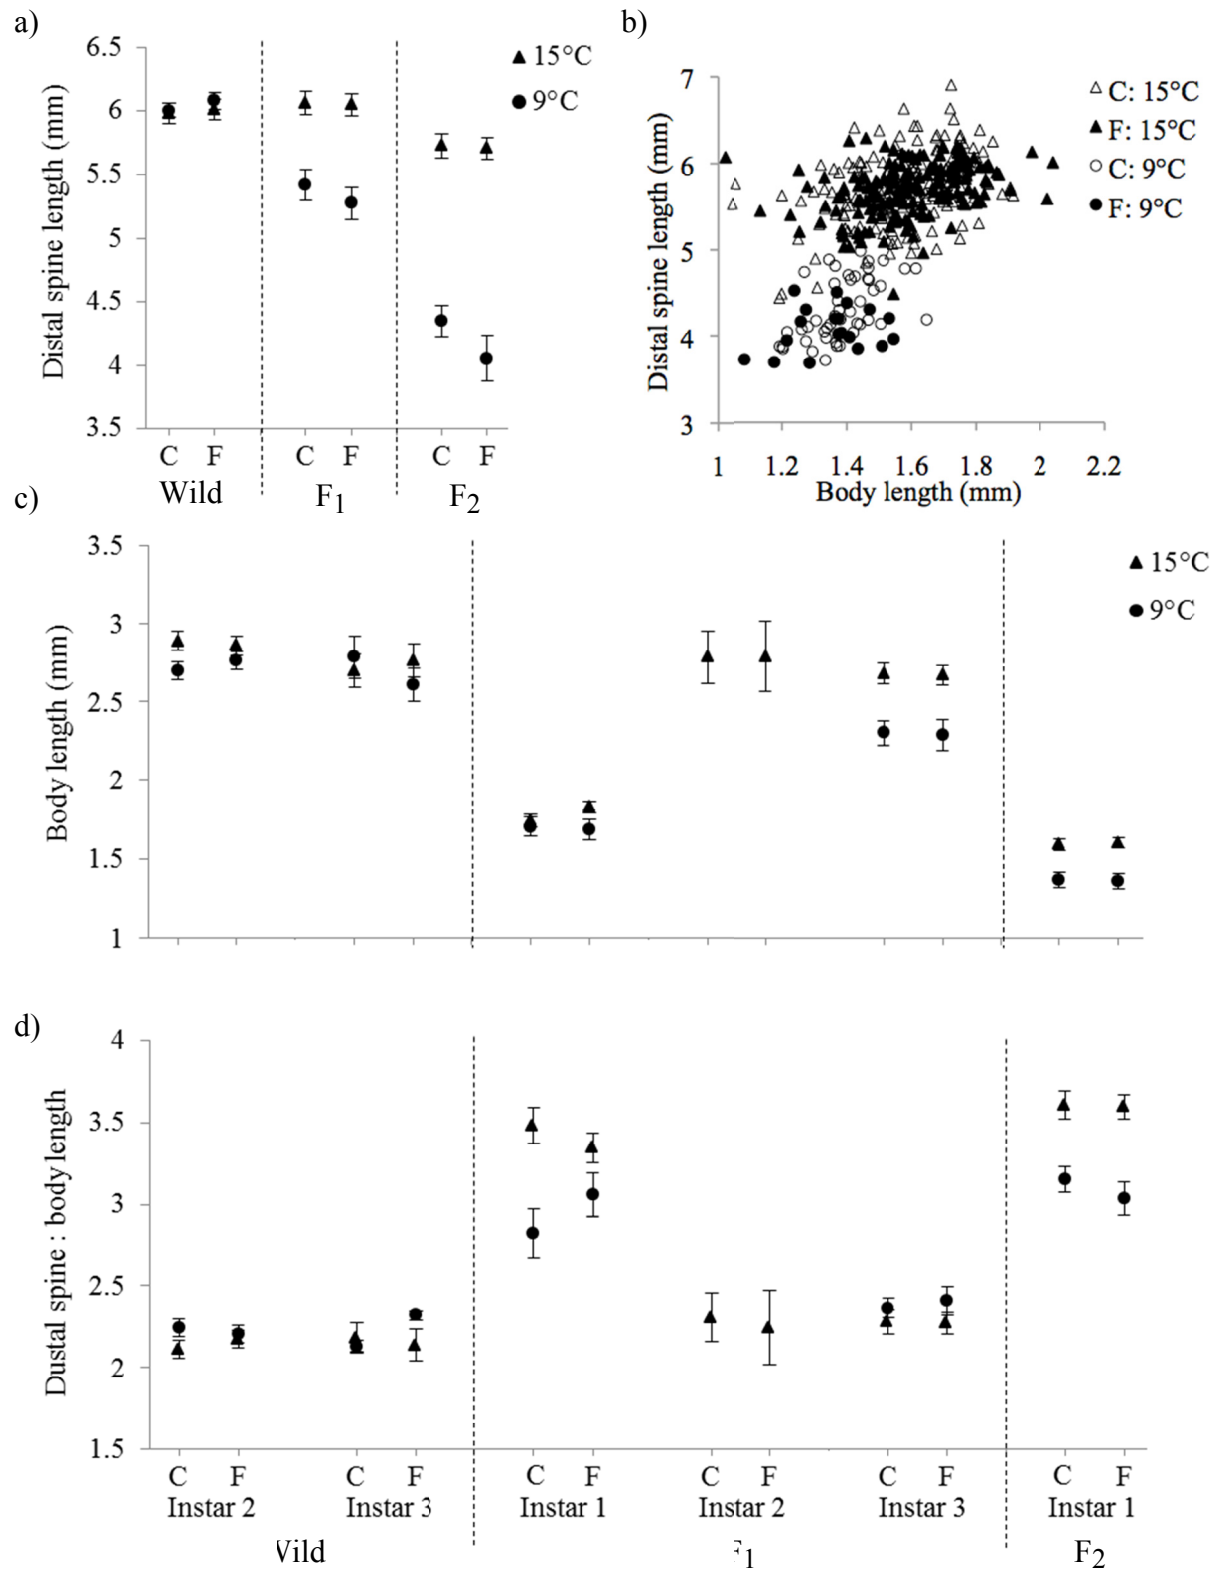 a)
6.5
6
5.5
5
4.5
4
3.5
Distal spine length (mm)
15°C
9°C
C F C F C F
Wild F1 F2
b)
7
6
5
4
3
Distal spine length (mm)
C: 15°C
F: 15°C
C: 9°C
F: 9°C
1 1.2 1.4 1.6 1.8 2 2.2
Body length (mm)
c)
3.5
3
2.5
2
1.5
1
Body length (mm)
15°C
9°C
d)
4
3.5
3
2.5
2
1.5
Dustal spine : body length
C F C F C F C F C F C F
Instar 2 Instar 3 Instar 1 Instar 2 Instar 3 Instar 1
Wild F1 F2